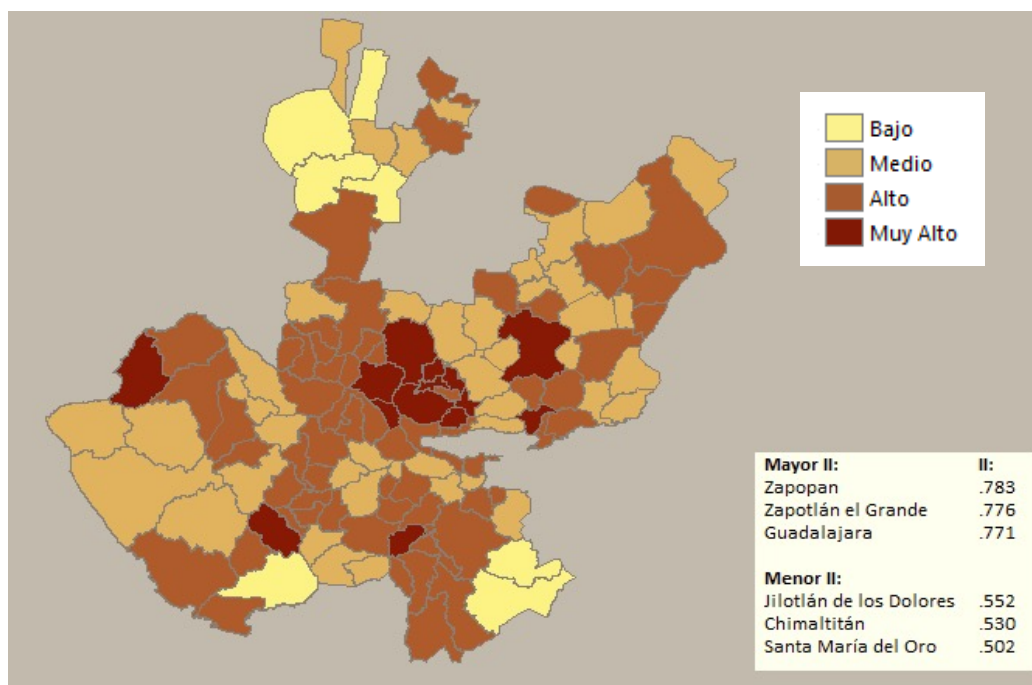 Bajo
Medio
Alto
Muy Alto
Mayor II: II:
Zapopan .783
Zapotlán el Grande .776
Guadalajara .771
Menor II:
Jilotlán de los Dolores .552
Chimaltitán .530
Santa María del Oro .502